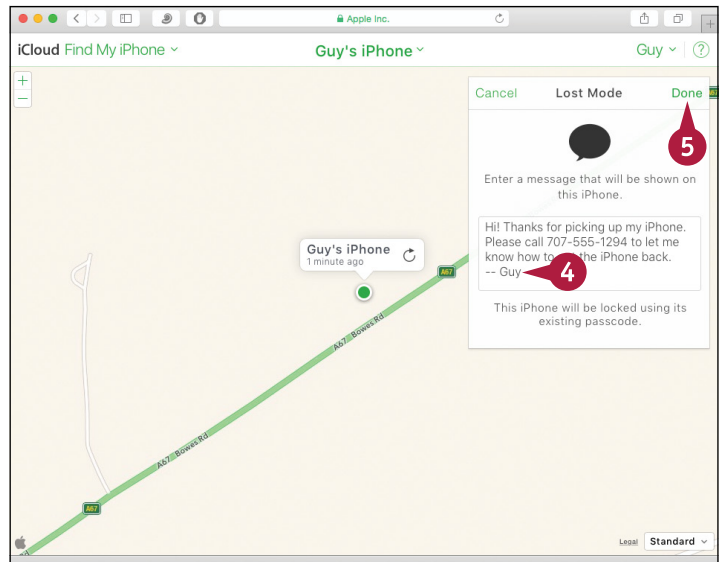 Apple Inc.
iCloud Find My iPhone
Guy's iPhone
Guy
?
+
−
Cancel
Lost Mode
Done
5
Enter a message that will be shown on
this iPhone.
Hi! Thanks for picking up my iPhone.
Please call 707-555-1294 to let me
know how to the iPhone back.
-- Guy
4
This iPhone will be locked using its
existing passcode.
Guy's iPhone
1 minute ago
A67
A67 Bowes Rd
A67 Bowes Rd
A67
Rd
Legal
Standard